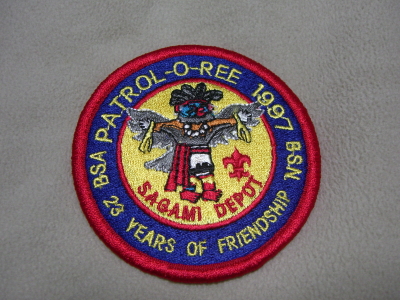 BSA PATROL-O-REE 1997 BSN
SAGAMI DEPOT
23 YEARS OF FRIENDSHIP